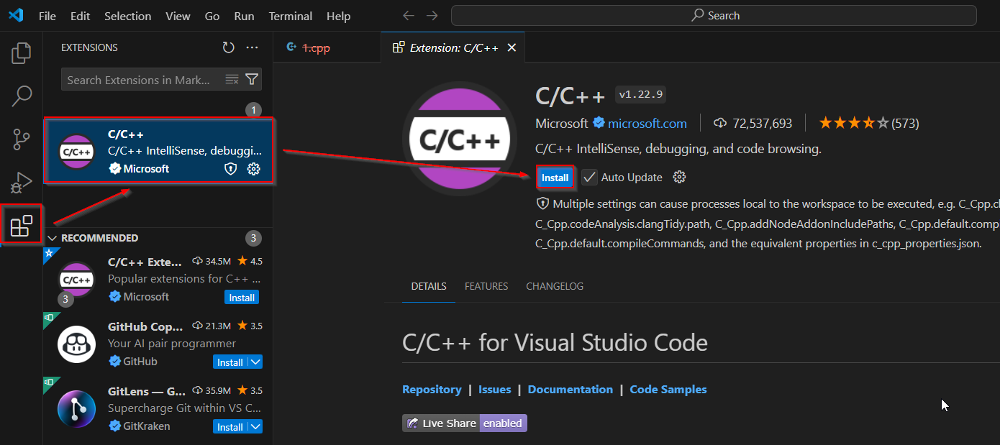 File Edit Selection View Go Run Terminal Help
Search
EXTENSIONS
Search Extensions in Mark...
1
C/C++
C/C++
C/C++ IntelliSense, debuggi...
Microsoft
RECOMMENDED
3
C/C++
3
C/C++ Exte... 34.5M 4.5
Popular extensions for C++ ...
Microsoft
Install
GitHub Cop... 21.3M 3.5
Your AI pair programmer
GitHub
Install
GitLens — G... 35.9M 3.5
Supercharge Git within VS C...
GitKraken
Install
1.cpp
Extension: C/C++
C/C++
C/C++ v1.22.9
Microsoft microsoft.com 72,537,693 (573)
C/C++ IntelliSense, debugging, and code browsing.
Install Auto Update
Multiple settings can cause processes local to the workspace to be executed, e.g. C_Cpp.cl
C_Cpp.codeAnalysis.clangTidy.path, C_Cpp.addNodeAddonIncludePaths, C_Cpp.default.comp
C_Cpp.default.compileCommands, and the equivalent properties in c_cpp_properties.json.
DETAILS FEATURES CHANGELOG
C/C++ for Visual Studio Code
Repository | Issues | Documentation | Code Samples
Live Share enabled